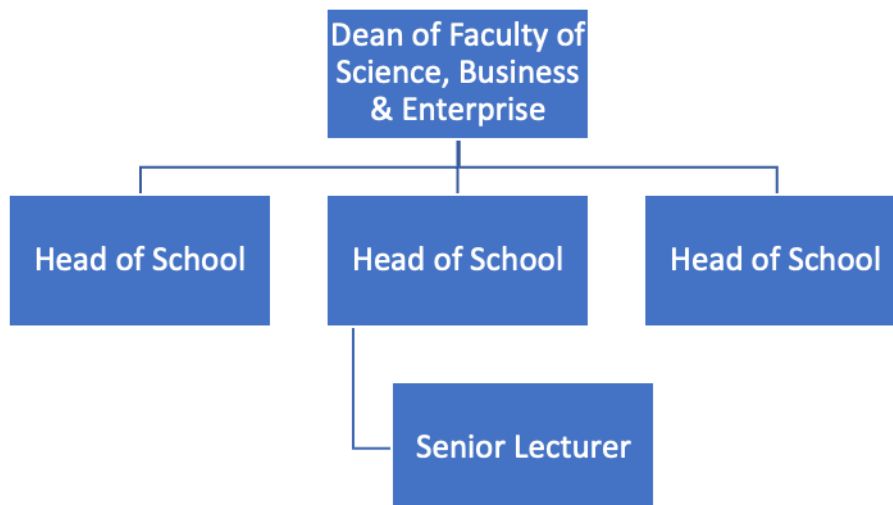 Dean of Faculty of
Science, Business
& Enterprise
Head of School
Head of School
Head of School
Senior Lecturer